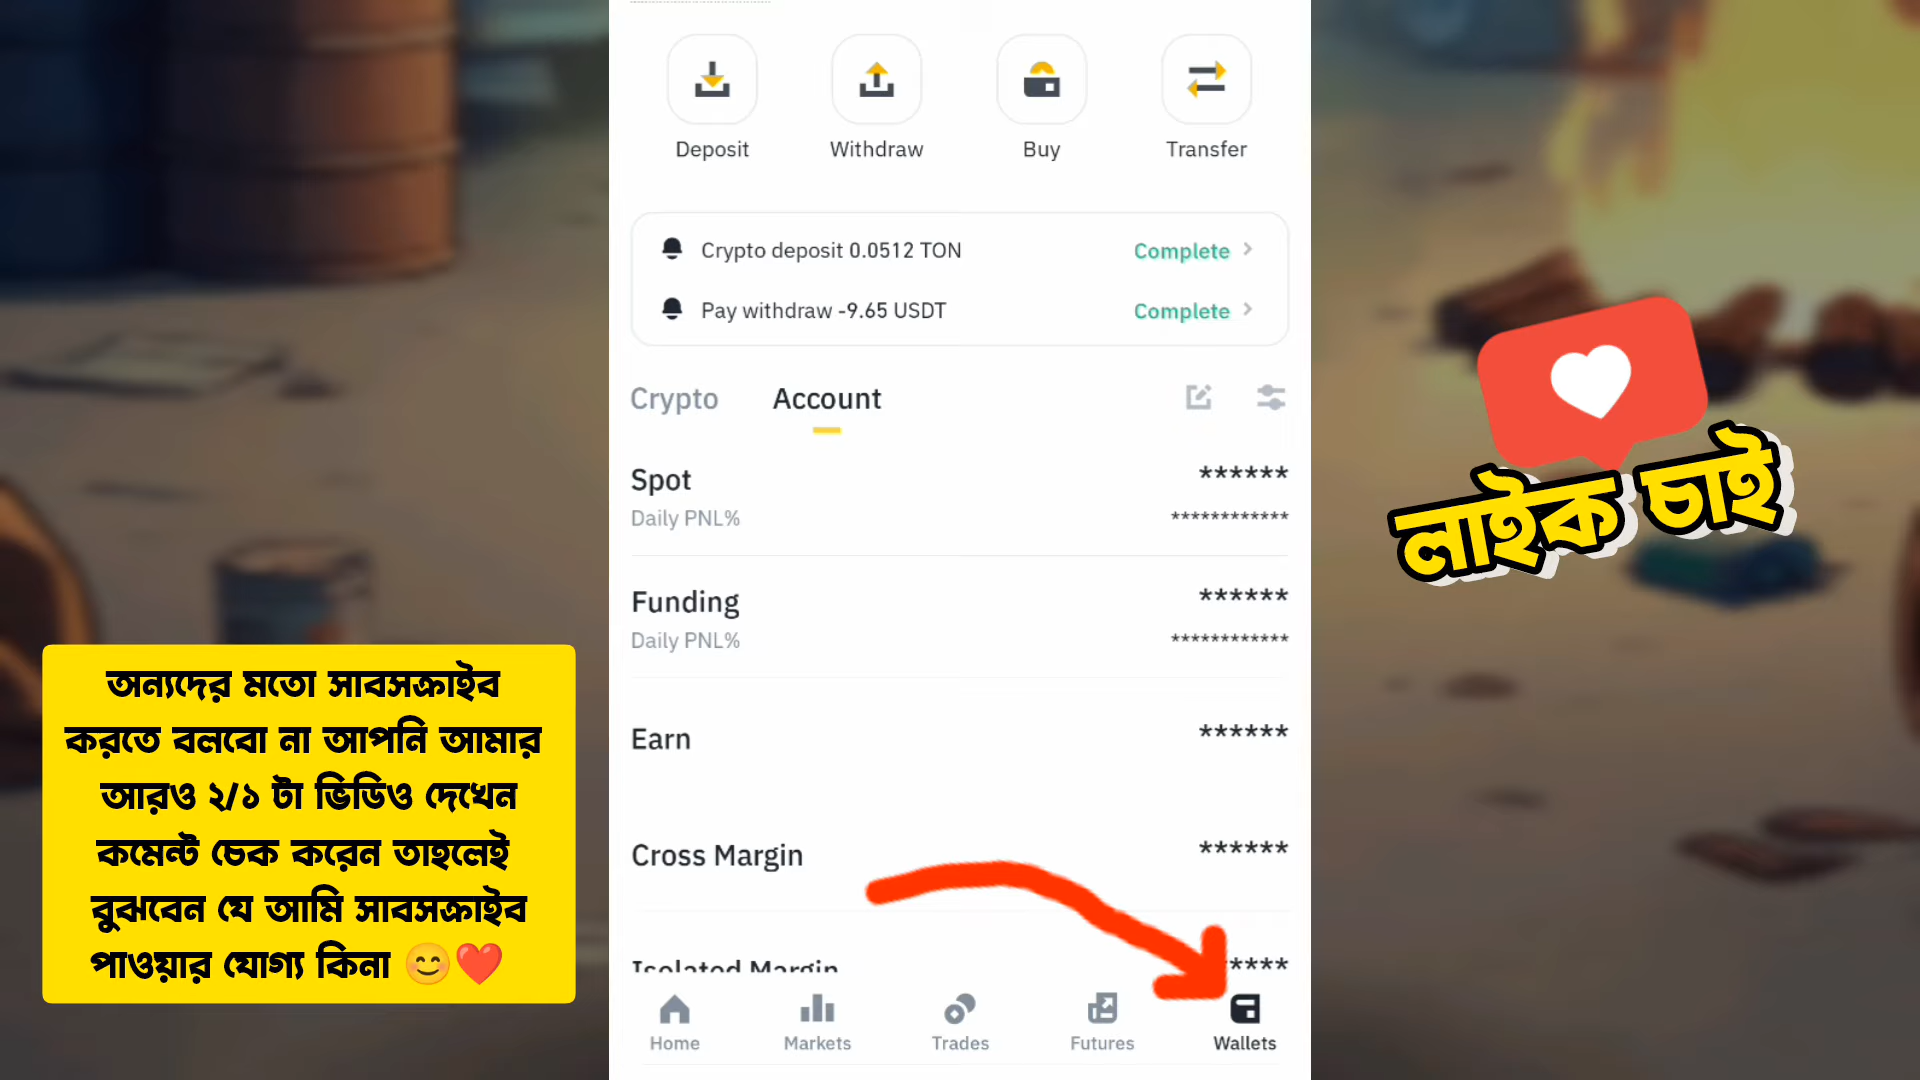 Deposit Withdraw Buy Transfer
Crypto deposit 0.0512 TON Complete
Pay withdraw -9.65 USDT Complete
Crypto Account
Spot ******
Daily PNL% ************
Funding ******
Daily PNL% ************
Earn ******
Cross Margin ******
Isolated Margin *****
Home Markets Trades Futures Wallets
অন্যদের মতো সাবসক্রাইব
করতে বলবো না আপনি আমার
আরও ২/১ টা ভিডিও দেখেন
কমেন্ট চেক করেন তাহলেই
বুঝবেন যে আমি সাবসক্রাইব
পাওয়ার যোগ্য কিনা 😊❤️
লাইক চাই